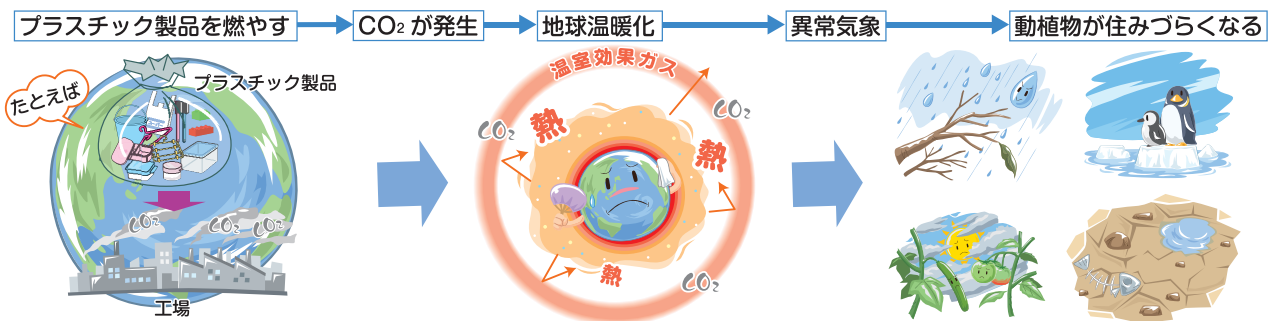 プラスチック製品を燃やす
CO₂が発生
地球温暖化
異常気象
動植物が住みづらくなる
たとえば
プラスチック製品
CO₂
CO₂
CO₂
工場
温室効果ガス
CO₂
CO₂
熱
熱
熱
CO₂